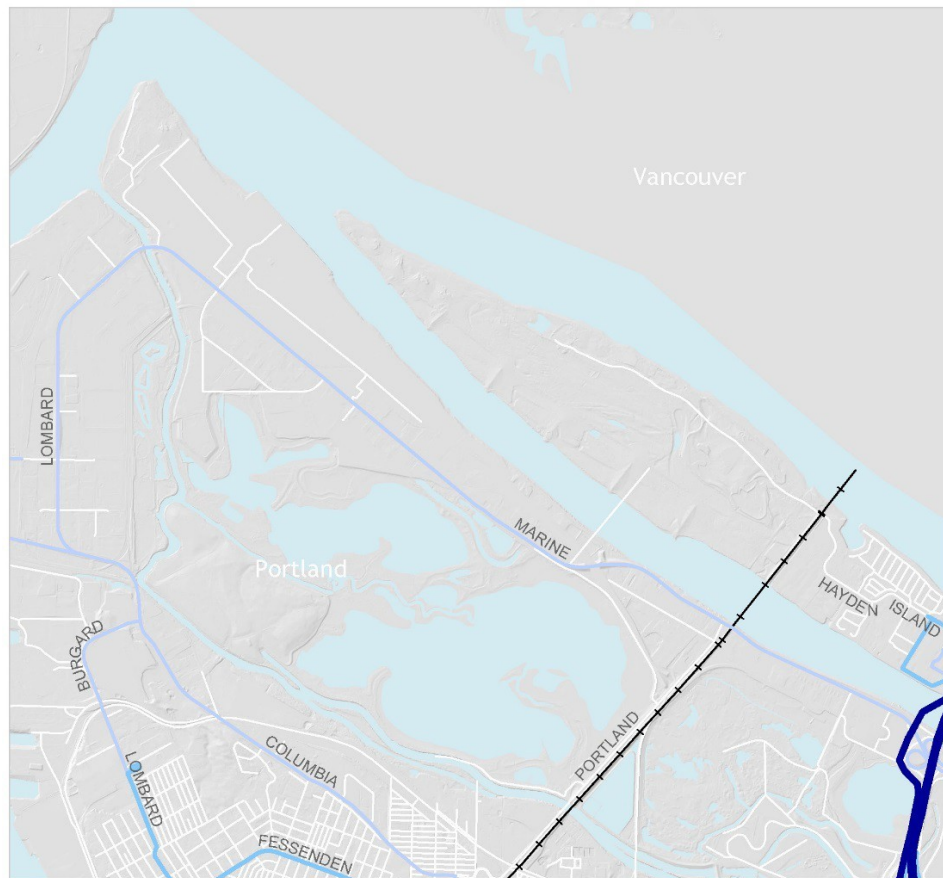 Vancouver
LOMBARD
MARINE
Portland
HAYDEN
ISLAND
BURGARD
PORTLAND
COLUMBIA
LOMBARD
FESSENDEN